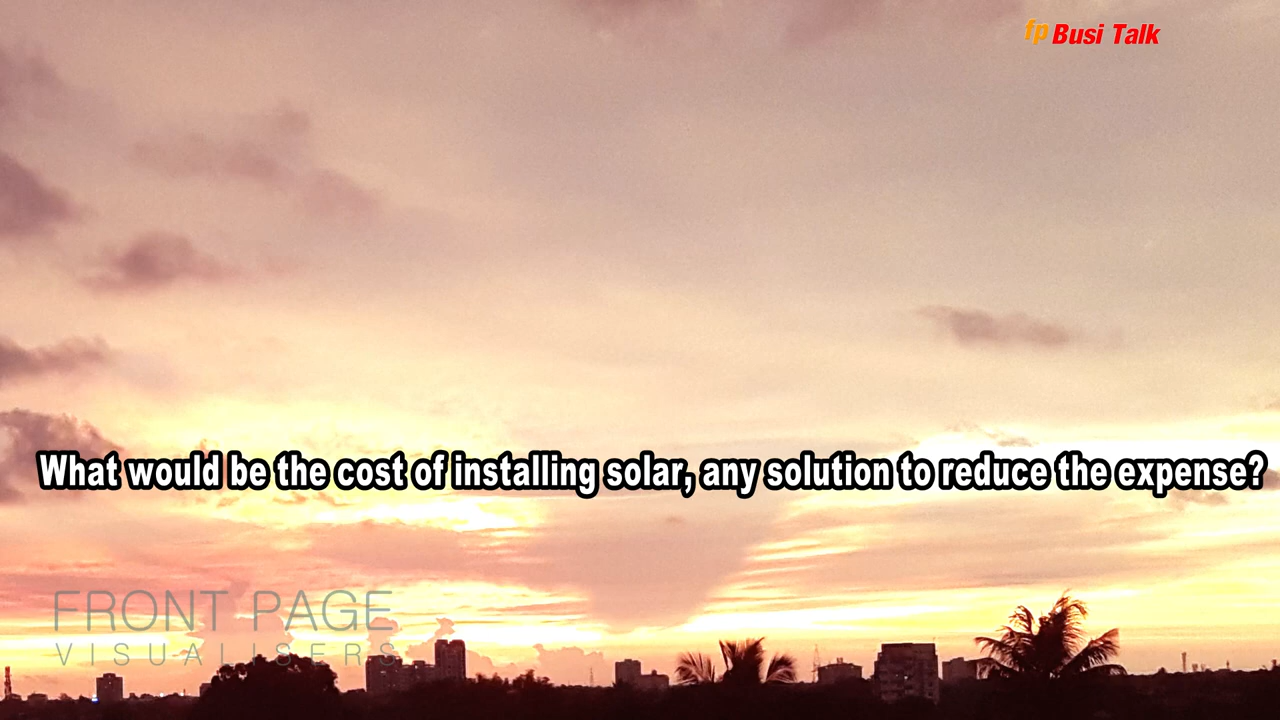 fp Busi Talk
What would be the cost of installing solar, any solution to reduce the expense?
FRONT PAGE
VISUALISERS